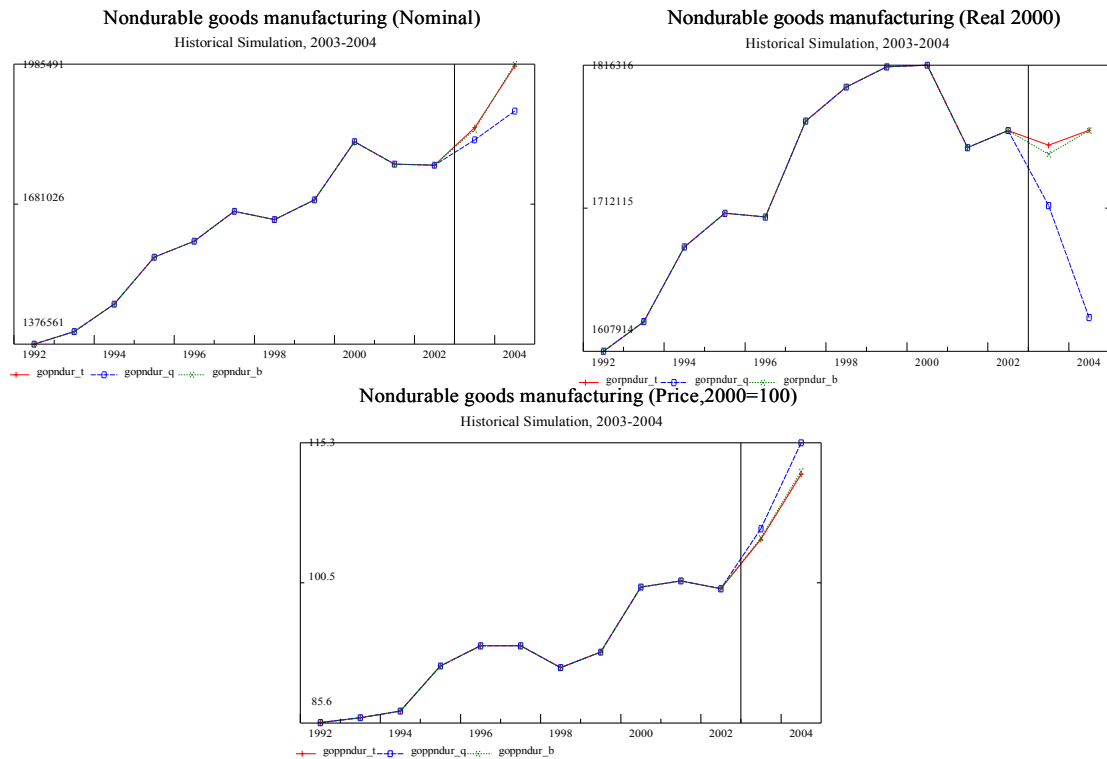 Nondurable goods manufacturing (Nominal)
Historical Simulation, 2003-2004
1985491
1681026
1376561
1992 1994 1996 1998 2000 2002 2004
gopndur_t gopndur_q gopndur_b
Nondurable goods manufacturing (Real 2000)
Historical Simulation, 2003-2004
1816316
1712115
1607914
1992 1994 1996 1998 2000 2002 2004
gorpndur_t gorpndur_q gorpndur_b
Nondurable goods manufacturing (Price,2000=100)
Historical Simulation, 2003-2004
115.3
100.5
85.6
1992 1994 1996 1998 2000 2002 2004
goppndur_t goppndur_q goppndur_b